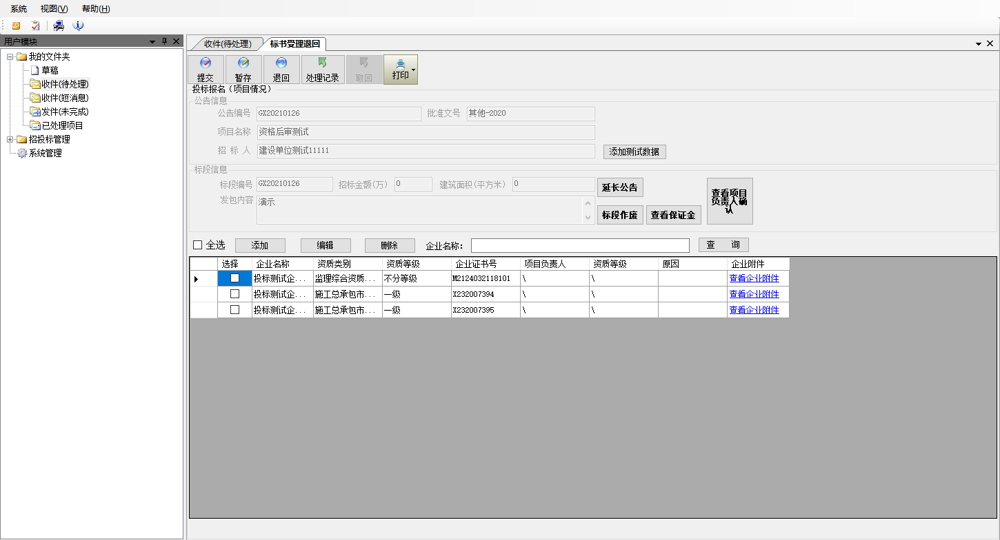 系统 视图(V) 帮助(H)
用户模块
我的文件夹
草稿
收件(待处理)
收件(短消息)
发件(未完成)
已处理项目
招投标管理
系统管理
收件(待处理) 标书受理退回
提交 暂存 退回 处理记录 取回 打印
投标报名（项目情况）
公告信息
公告编号 GX20210126 批准文号 其他-2020
项目名称 资格后审测试
招 标 人 建设单位测试11111 添加测试数据
标段信息
标段编号 GX20210126 招标金额(万) 0 建筑面积(平方米) 0 延长公告
发包内容 演示
标段作废 查看保证金
查看项目
负责人确
认
全选 添加 编辑 删除 企业名称: 查 询
选择 企业名称 资质类别 资质等级 企业证书号 项目负责人 资质等级 原因 企业附件
投标测试企... 监理综合资质... 不分等级 M2124032118101 \ \ 查看企业附件
投标测试企... 施工总承包市... 一级 X232007394 \ \ 查看企业附件
投标测试企... 施工总承包市... 一级 X232007395 \ \ 查看企业附件